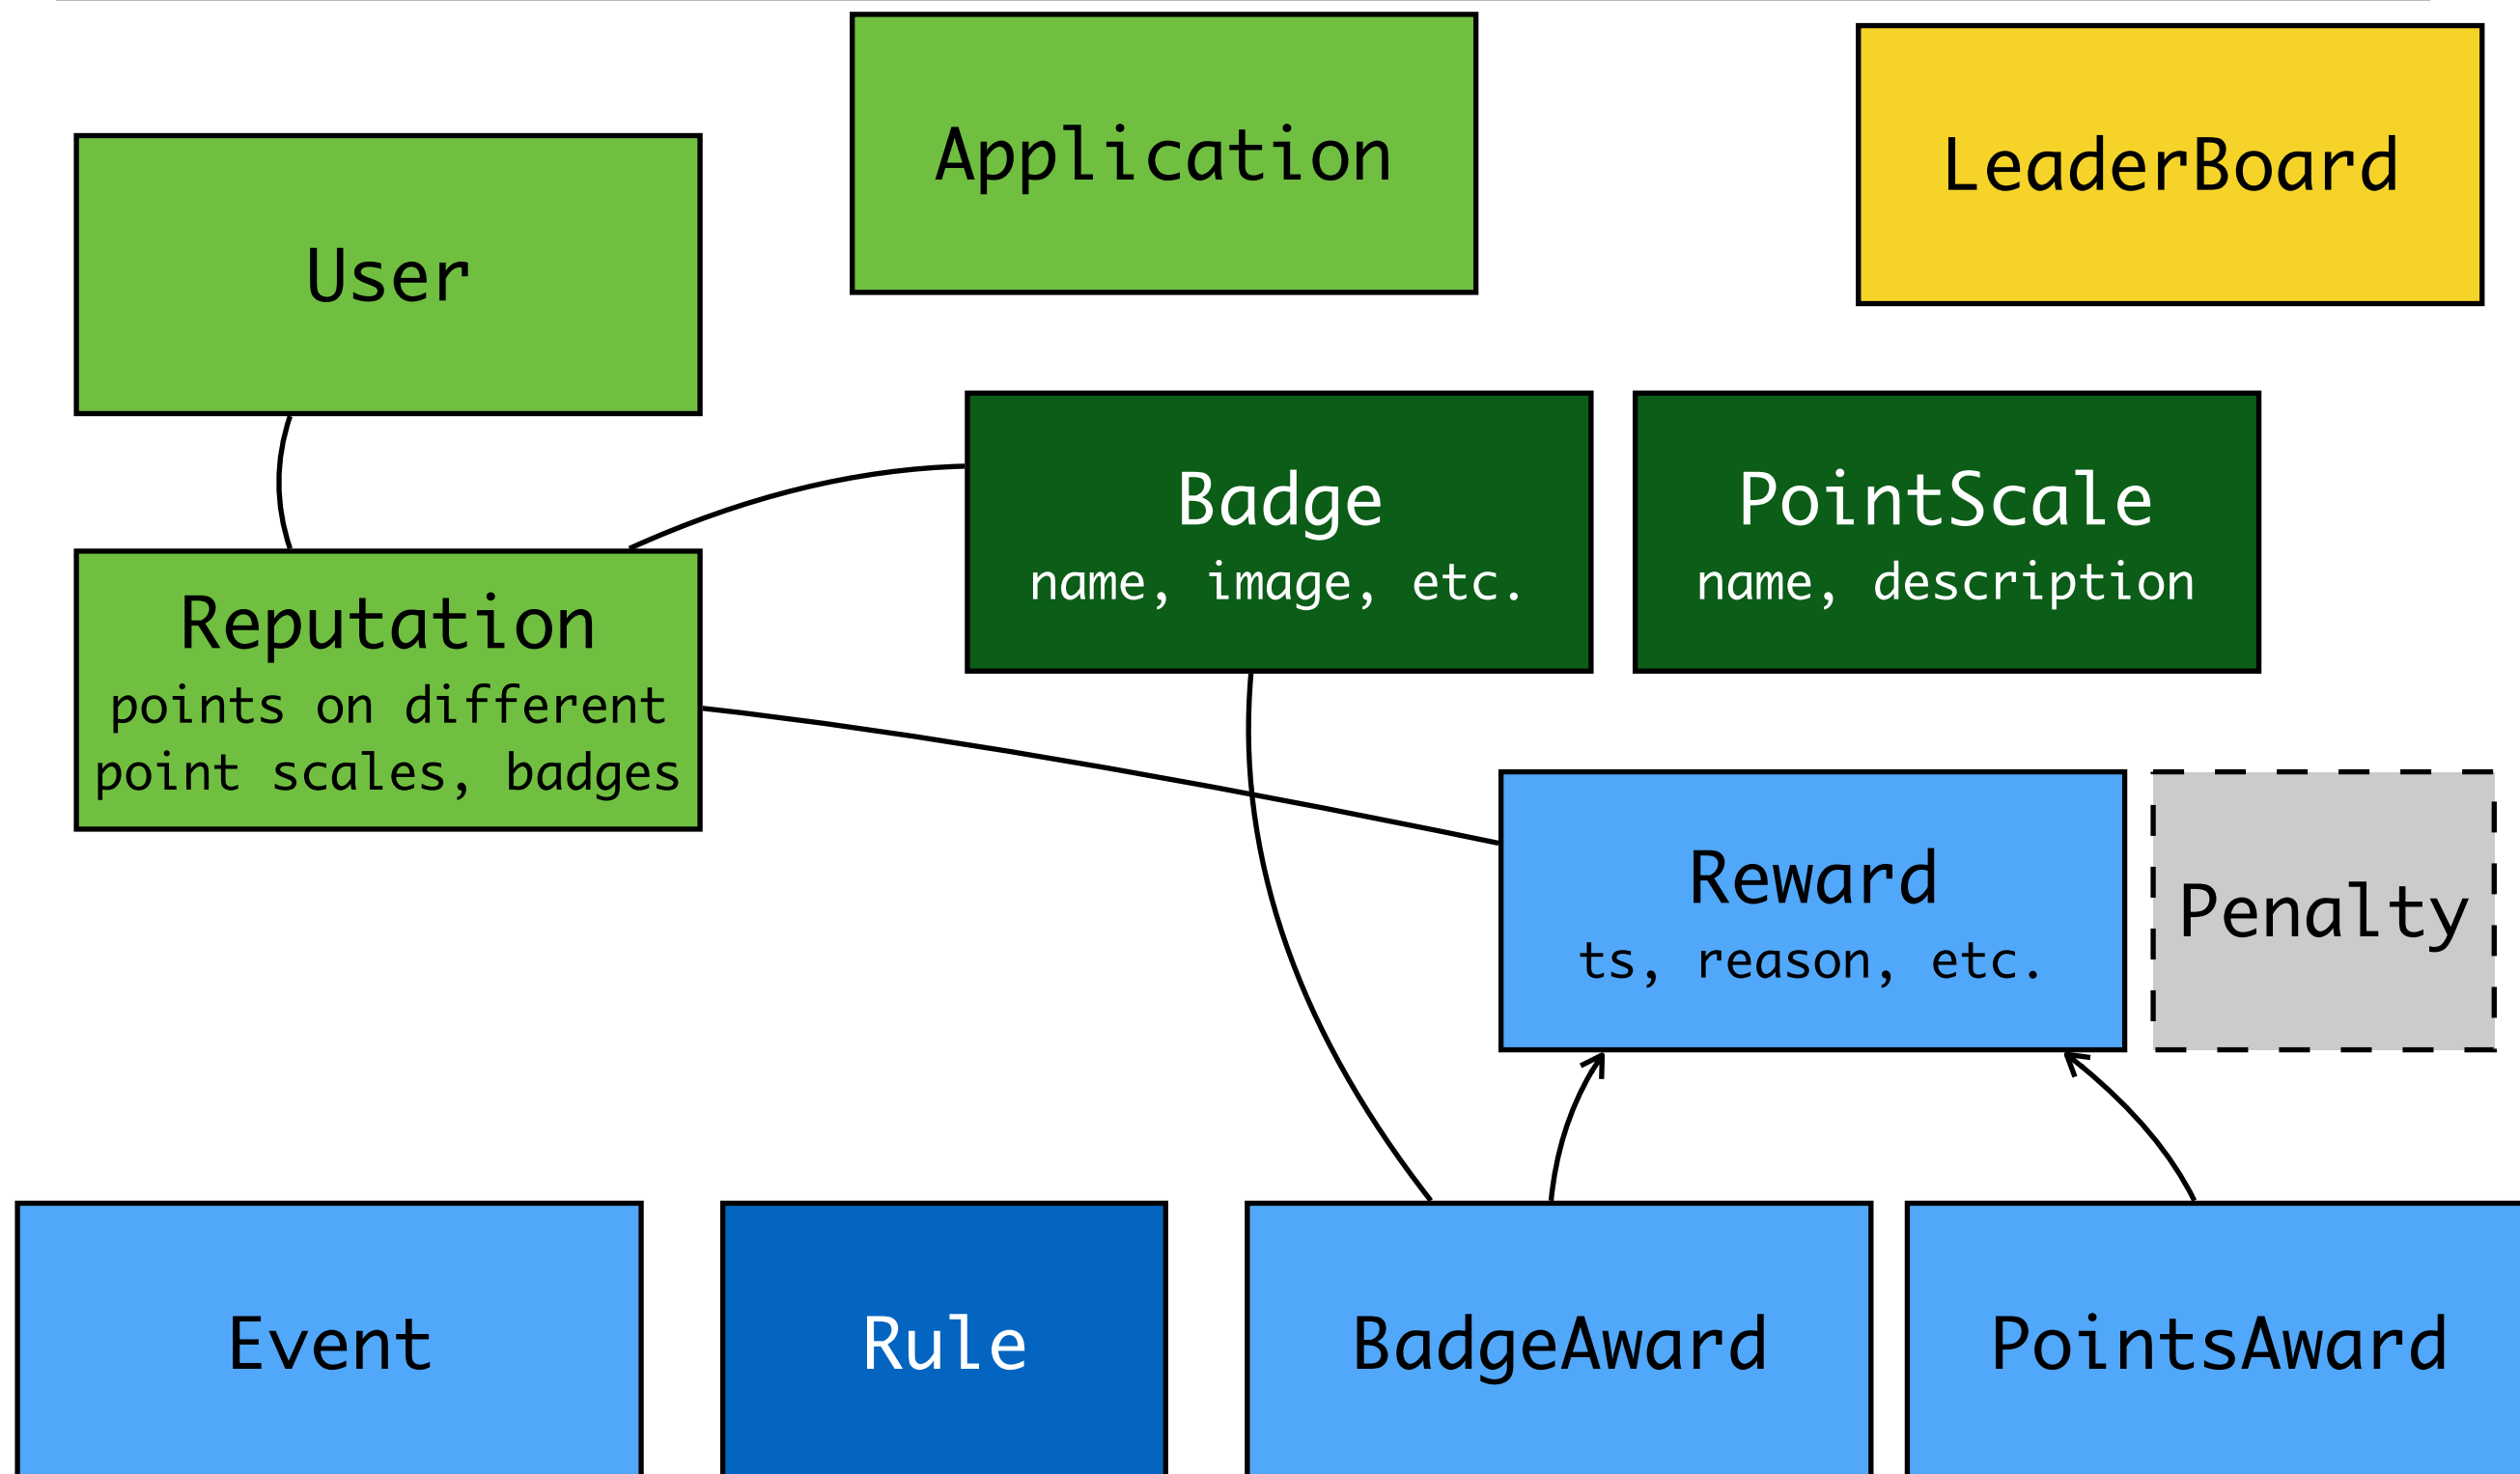 Application
LeaderBoard
User
Badge
name, image, etc.
PointScale
name, description
Reputation
points on different
point scales, badges
Reward
ts, reason, etc.
Penalty
Event
Rule
BadgeAward
PointsAward